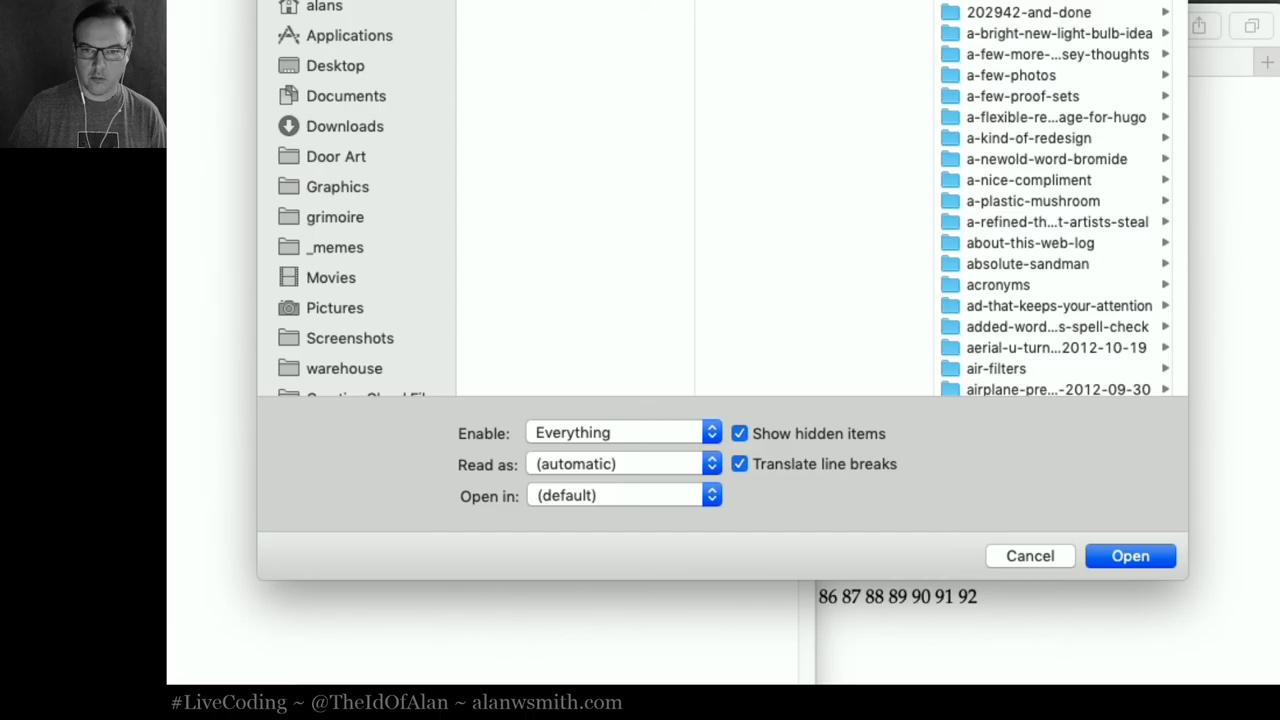 alans
Applications
Desktop
Documents
Downloads
Door Art
Graphics
grimoire
_memes
Movies
Pictures
Screenshots
warehouse
202942-and-done
a-bright-new-light-bulb-idea
a-few-more-...sey-thoughts
a-few-photos
a-few-proof-sets
a-flexible-re...age-for-hugo
a-kind-of-redesign
a-newold-word-bromide
a-nice-compliment
a-plastic-mushroom
a-refined-th...t-artists-steal
about-this-web-log
absolute-sandman
acronyms
ad-that-keeps-your-attention
added-word...s-spell-check
aerial-u-turn...2012-10-19
air-filters
airplane-pre...-2012-09-30
Enable: Everything Show hidden items
Read as: (automatic) Translate line breaks
Open in: (default)
Cancel Open
86 87 88 89 90 91 92
#LiveCoding ~ @TheIdOfAlan ~ alanwsmith.com